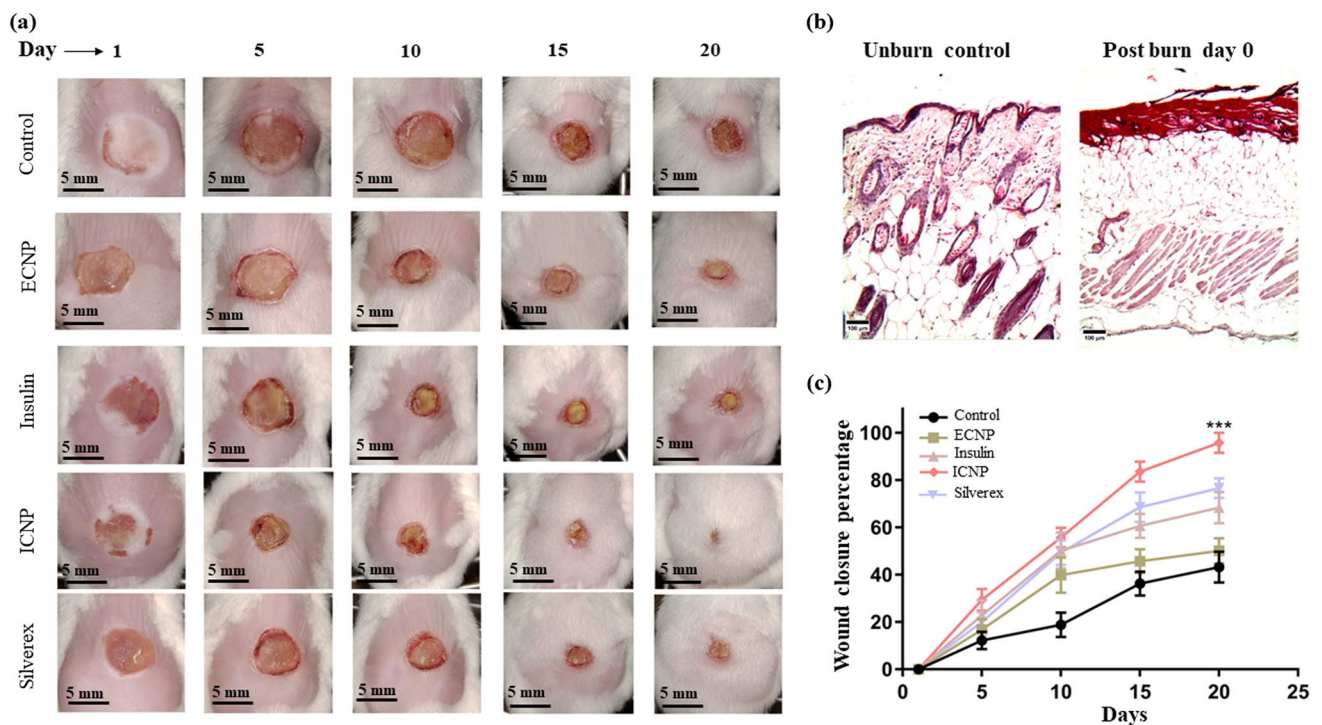 (a)
Day → 1 5 10 15 20
Control
5 mm 5 mm 5 mm 5 mm 5 mm
ECNP
5 mm 5 mm 5 mm 5 mm 5 mm
Insulin
5 mm 5 mm 5 mm 5 mm 5 mm
ICNP
5 mm 5 mm 5 mm 5 mm 5 mm
Silverex
5 mm 5 mm 5 mm 5 mm 5 mm
(b)
Unburn control Post burn day 0
100 µm 100 µm
(c)
Control
ECNP
Insulin
ICNP
Silverex
***
Wound closure percentage
100
80
60
40
20
0
0 5 10 15 20 25
Days